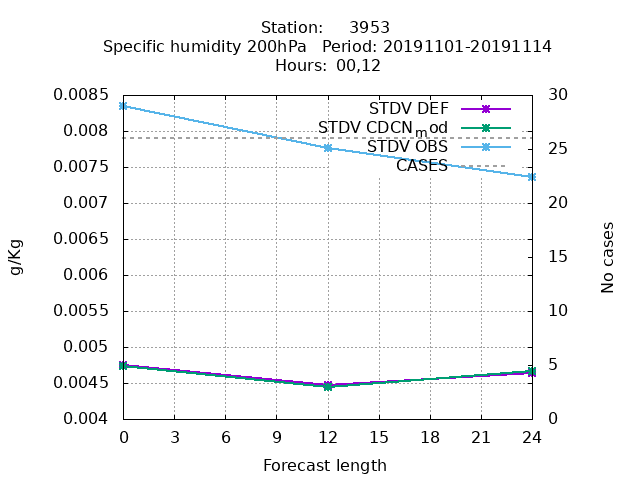 Station: 3953
Specific humidity 200hPa Period: 20191101-20191114
Hours: 00,12
0.0085
0.008
0.0075
0.007
0.0065
0.006
0.0055
0.005
0.0045
0.004
g/Kg
STDV DEF
STDV CDCNmod
STDV OBS
CASES
30
25
20
15
10
5
0
No cases
0 3 6 9 12 15 18 21 24
Forecast length